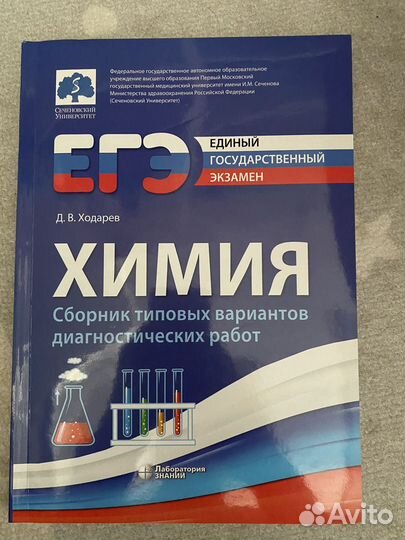 Федеральное государственное автономное образовательное
учреждение высшего образования Первый Московский
государственный медицинский университет имени И.М. Сеченова
Министерства здравоохранения Российской Федерации
(Сеченовский Университет)
Сеченовский
Университет
ЕГЭ
ЕДИНЫЙ
ГОСУДАРСТВЕННЫЙ
ЭКЗАМЕН
Д. В. Ходарев
ХИМИЯ
Сборник типовых вариантов
диагностических работ
Лаборатория
ЗНАНИЙ
Avito